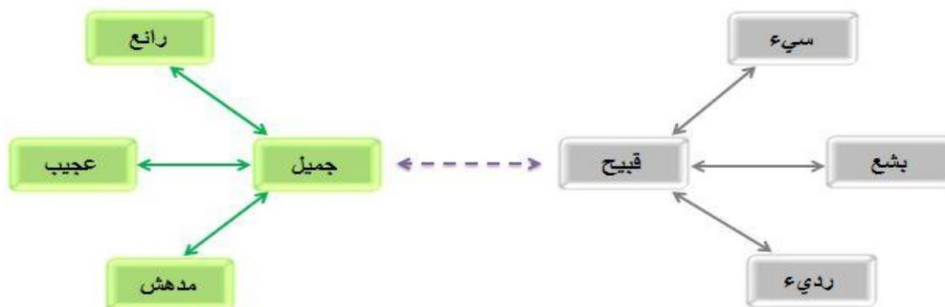 رائع
سيء
عجيب
جميل
قبيح
بشع
مدهش
رديء